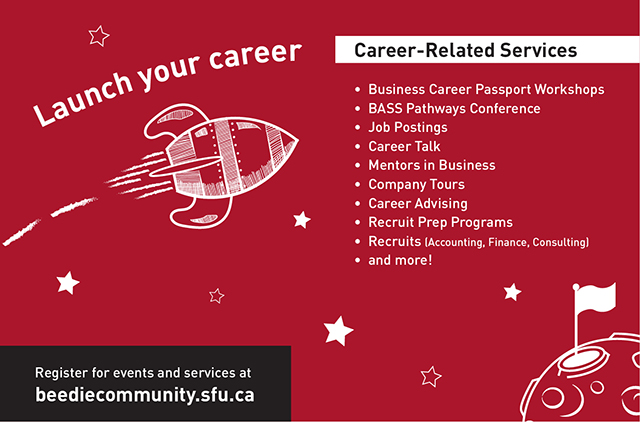 Launch your career
Career-Related Services
• Business Career Passport Workshops
• BASS Pathways Conference
• Job Postings
• Career Talk
• Mentors in Business
• Company Tours
• Career Advising
• Recruit Prep Programs
• Recruits (Accounting, Finance, Consulting)
• and more!
Register for events and services at
beediecommunity.sfu.ca